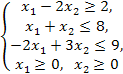 x₁ - 2x₂ ≥ 2,
x₁ + x₂ ≤ 8,
-2x₁ + 3x₂ ≤ 9,
x₁ ≥ 0, x₂ ≥ 0